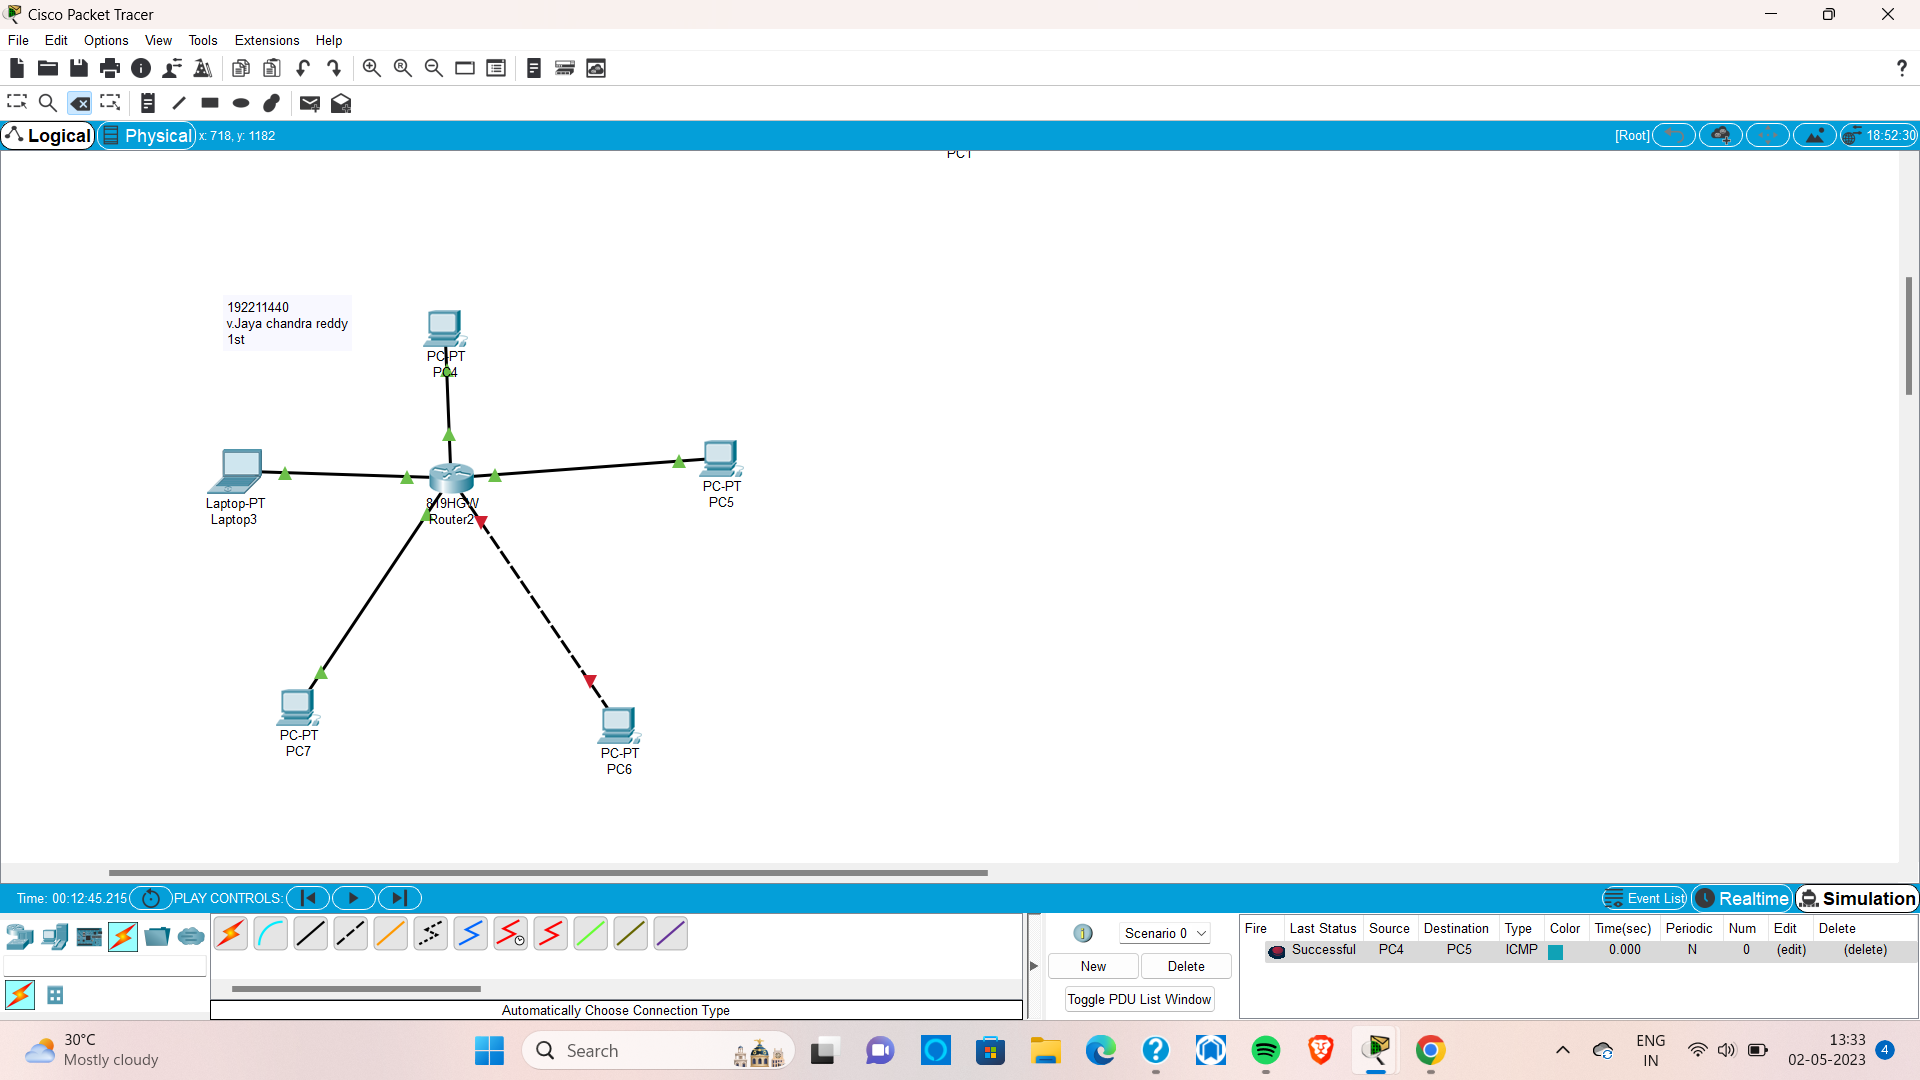 Cisco Packet Tracer
File Edit Options View Tools Extensions Help
?
Logical Physical x: 718, y: 1182 [Root] 18:52:30
PC1
192211440
v.Jaya chandra reddy
1st
PC-PT
PC4
PC-PT
PC5
Laptop-PT
Laptop3
819HGW
Router2
PC-PT
PC7
PC-PT
PC6
Time: 00:12:45.215 PLAY CONTROLS: Event List Realtime Simulation
Scenario 0
New Delete
Toggle PDU List Window
Fire Last Status Source Destination Type Color Time(sec) Periodic Num Edit Delete
Successful PC4 PC5 ICMP 0.000 N 0 (edit) (delete)
Automatically Choose Connection Type
30°C
Mostly cloudy
Search
ENG
IN
13:33
02-05-2023
4